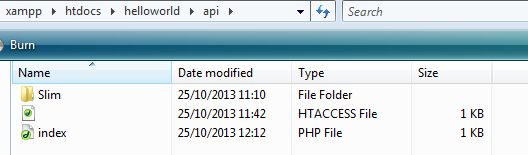 xampp ▸ htdocs ▸ helloworld ▸ api ▸ Search
Burn
Name Date modified Type Size
Slim 25/10/2013 11:10 File Folder
25/10/2013 11:42 HTACCESS File 1 KB
index 25/10/2013 12:12 PHP File 1 KB